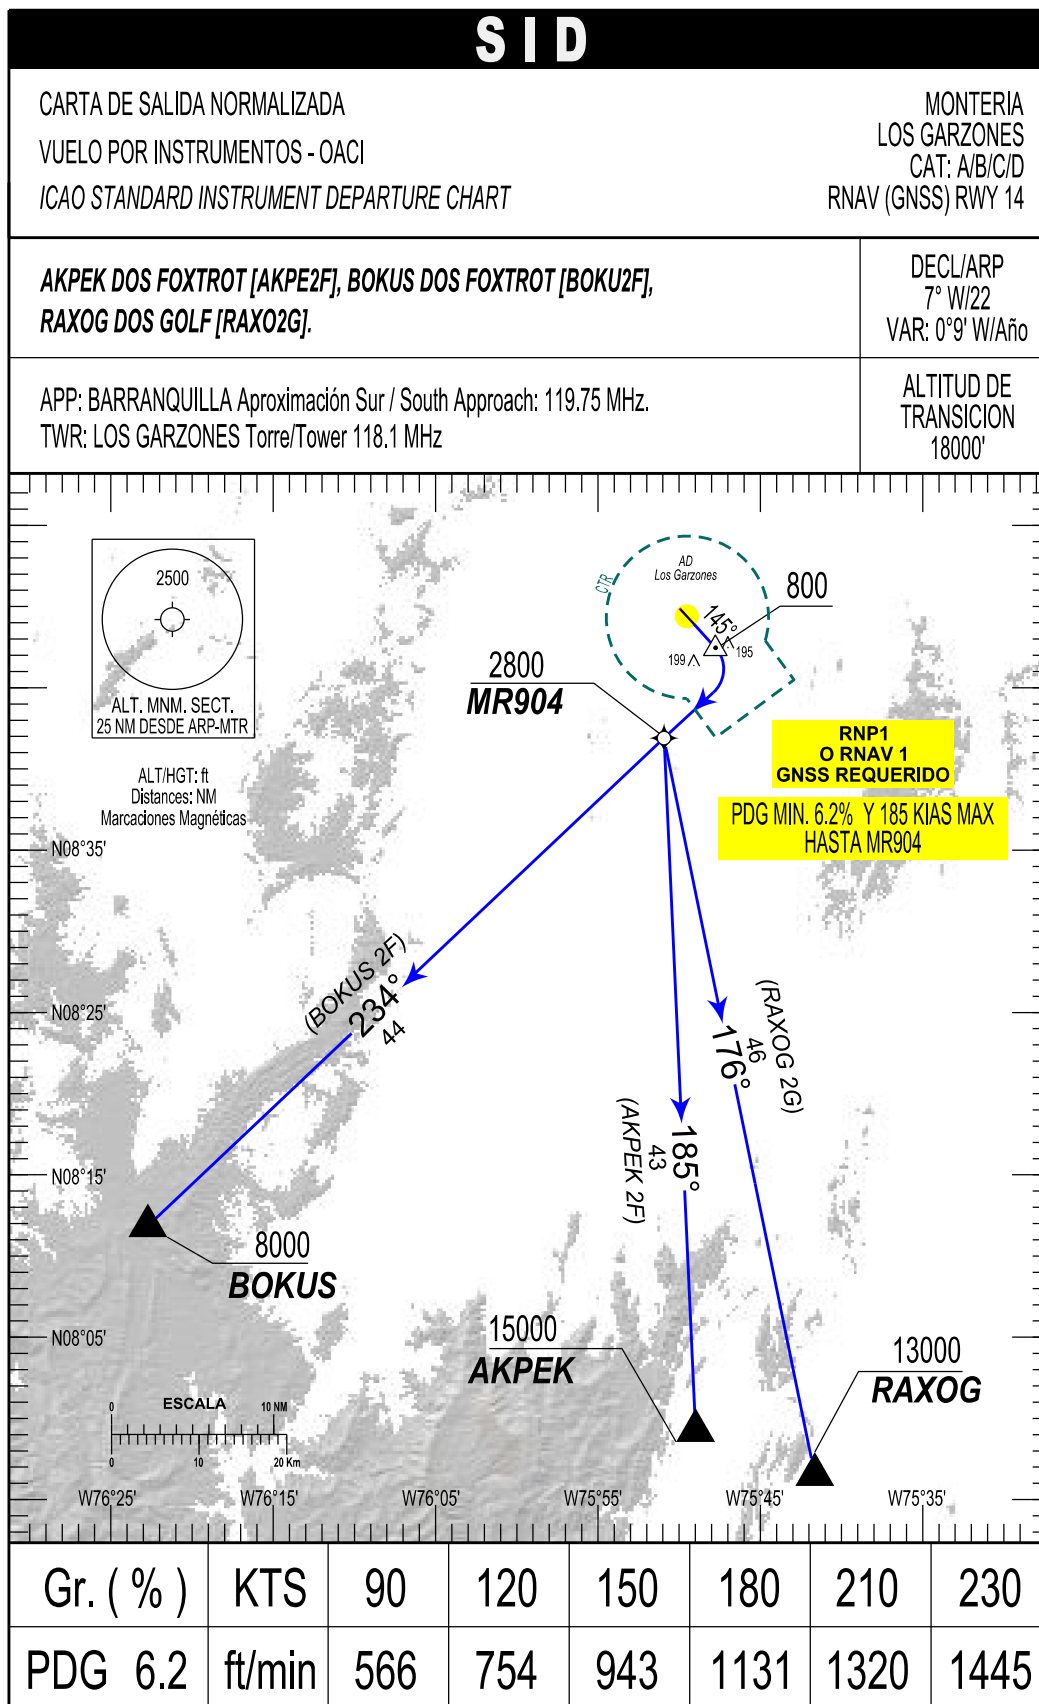 SID
CARTA DE SALIDA NORMALIZADA
VUELO POR INSTRUMENTOS - OACI
ICAO STANDARD INSTRUMENT DEPARTURE CHART
MONTERIA
LOS GARZONES
CAT: A/B/C/D
RNAV (GNSS) RWY 14
AKPEK DOS FOXTROT [AKPE2F], BOKUS DOS FOXTROT [BOKU2F],
RAXOG DOS GOLF [RAXO2G].
DECL/ARP
7° W/22
VAR: 0°9' W/Año
APP: BARRANQUILLA Aproximación Sur / South Approach: 119.75 MHz.
TWR: LOS GARZONES Torre/Tower 118.1 MHz
ALTITUD DE
TRANSICION
18000'
2500
ALT. MNM. SECT.
25 NM DESDE ARP-MTR
ALT/HGT: ft
Distances: NM
Marcaciones Magnéticas
CTR
AD
Los Garzones
145°
800
199
195
2800
MR904
RNP1
O RNAV 1
GNSS REQUERIDO
PDG MIN. 6.2% Y 185 KIAS MAX
HASTA MR904
N08°35'
N08°25'
N08°15'
N08°05'
(BOKUS 2F)
234°
44
(RAXOG 2G)
46
176°
185°
43
(AKPEK 2F)
8000
BOKUS
15000
AKPEK
13000
RAXOG
0 ESCALA 10 NM
0 10 20 Km
W76°25' W76°15' W76°05' W75°55' W75°45' W75°35'
Gr. ( % ) KTS 90 120 150 180 210 230
PDG 6.2 ft/min 566 754 943 1131 1320 1445